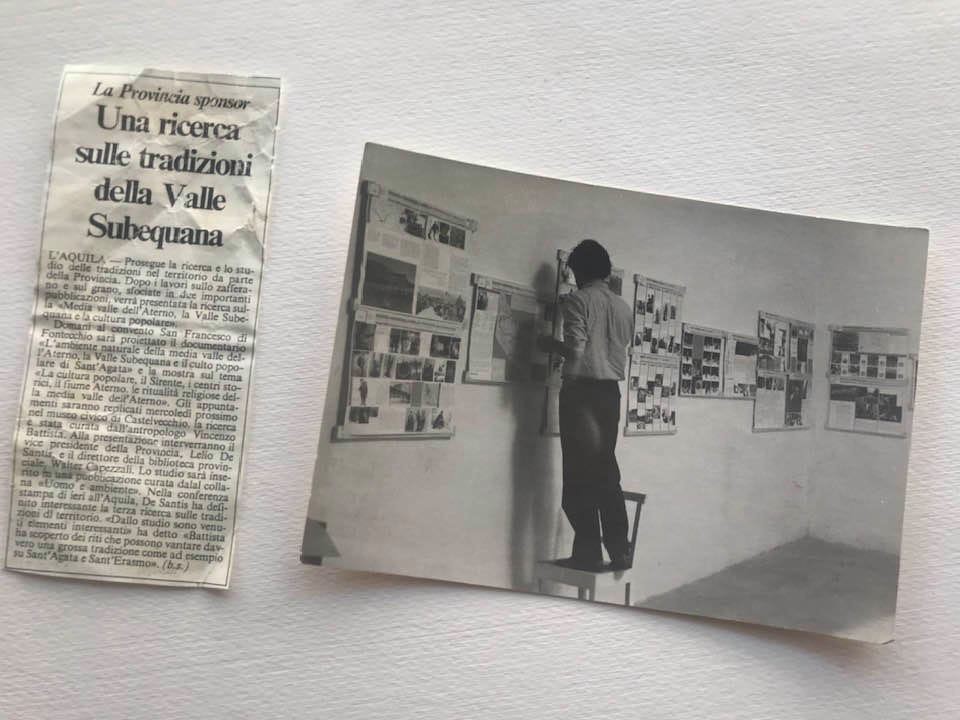 La Provincia sponsor
Una ricerca
sulle tradizioni
della Valle
Subequana
L'AQUILA — Prosegue la ricerca e lo stu-
dio delle tradizioni nel territorio da parte
della Provincia. Dopo i lavori sullo zaffera-
no e sul grano, sfociate in due importanti
pubblicazioni, verrà presentata la ricerca sul-
la «Media valle dell'Aterno, la Valle Sube-
quana e la cultura popolare».
Domani al convento San Francesco di
Fontecchio sarà proiettato il documentario
«L'ambiente naturale della media valle del-
l'Aterno, la Valle Subequana e il culto popo-
lare di Sant'Agata» e la mostra sul tema
«La cultura popolare, il Sirente, i centri sto-
rici, il fiume Aterno, le ritualità religiose del-
la media valle dell'Aterno». Gli appunta-
menti saranno replicati mercoledì prossimo
nel museo civico di Castelvecchio. la ricerca
è stata curata dall'antropologo Vincenzo
Battista. Alla presentazione interverranno il
vice presidente della Provincia, Lelio De
Santis, e il direttore della biblioteca provin-
ciale, Walter Capezzali. Lo studio sarà inse-
rito in una pubblicazione curata dalal colla-
na «Uomo e ambiente». Nella conferenza
stampa di ieri all'Aquila, De Santis ha defi-
nito interessante la terza ricerca sulle tradi-
zioni di territorio. «Dallo studio sono venu-
ti elementi interessanti» ha detto «Battista
ha scoperto dei riti che possono vantare dav-
vero una grossa tradizione come ad esempio
su Sant'Agata e Sant'Erasmo». (b.s.)